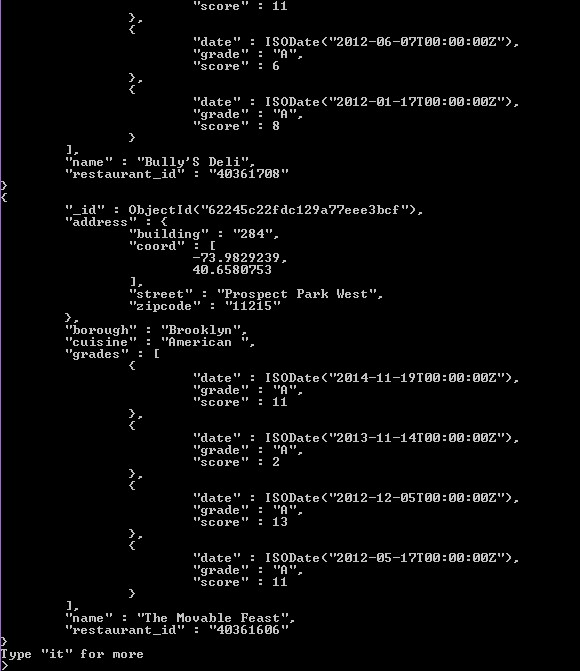 "score" : 11
},
{
"date" : ISODate("2012-06-07T00:00:00Z"),
"grade" : "A",
"score" : 6
},
{
"date" : ISODate("2012-01-17T00:00:00Z"),
"grade" : "A",
"score" : 8
}
],
"name" : "Bully'S Deli",
"restaurant_id" : "40361708"
}
{
"_id" : ObjectId("62245c22fdc129a77eee3bcf"),
"address" : {
"building" : "284",
"coord" : [
-73.9829239,
40.6580753
],
"street" : "Prospect Park West",
"zipcode" : "11215"
},
"borough" : "Brooklyn",
"cuisine" : "American ",
"grades" : [
{
"date" : ISODate("2014-11-19T00:00:00Z"),
"grade" : "A",
"score" : 11
},
{
"date" : ISODate("2013-11-14T00:00:00Z"),
"grade" : "A",
"score" : 2
},
{
"date" : ISODate("2012-12-05T00:00:00Z"),
"grade" : "A",
"score" : 13
},
{
"date" : ISODate("2012-05-17T00:00:00Z"),
"grade" : "A",
"score" : 11
}
],
"name" : "The Movable Feast",
"restaurant_id" : "40361606"
}
Type "it" for more
>